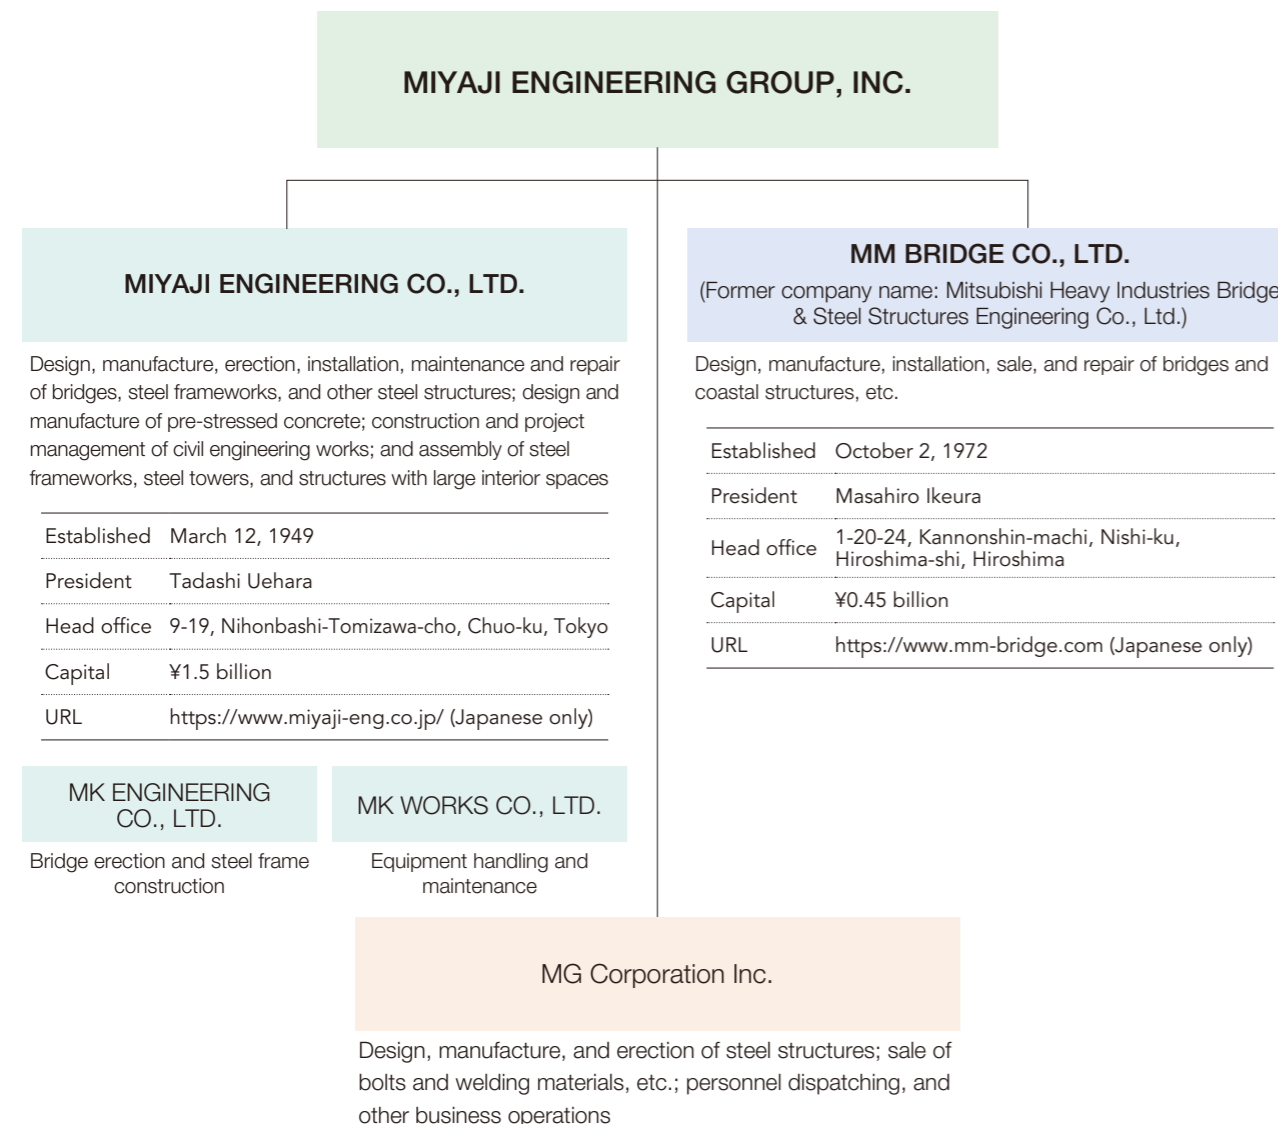 MIYAJI ENGINEERING GROUP, INC.
MIYAJI ENGINEERING CO., LTD.
Design, manufacture, erection, installation, maintenance and repair
of bridges, steel frameworks, and other steel structures; design and
manufacture of pre-stressed concrete; construction and project
management of civil engineering works; and assembly of steel
frameworks, steel towers, and structures with large interior spaces
Established March 12, 1949
President Tadashi Uehara
Head office 9-19, Nihonbashi-Tomizawa-cho, Chuo-ku, Tokyo
Capital ¥1.5 billion
URL https://www.miyaji-eng.co.jp/ (Japanese only)
MK ENGINEERING
CO., LTD.
Bridge erection and steel frame
construction
MK WORKS CO., LTD.
Equipment handling and
maintenance
MM BRIDGE CO., LTD.
(Former company name: Mitsubishi Heavy Industries Bridge
& Steel Structures Engineering Co., Ltd.)
Design, manufacture, installation, sale, and repair of bridges and
coastal structures, etc.
Established October 2, 1972
President Masahiro Ikeura
Head office 1-20-24, Kannonshin-machi, Nishi-ku,
Hiroshima-shi, Hiroshima
Capital ¥0.45 billion
URL https://www.mm-bridge.com (Japanese only)
MG Corporation Inc.
Design, manufacture, and erection of steel structures; sale of
bolts and welding materials, etc.; personnel dispatching, and
other business operations